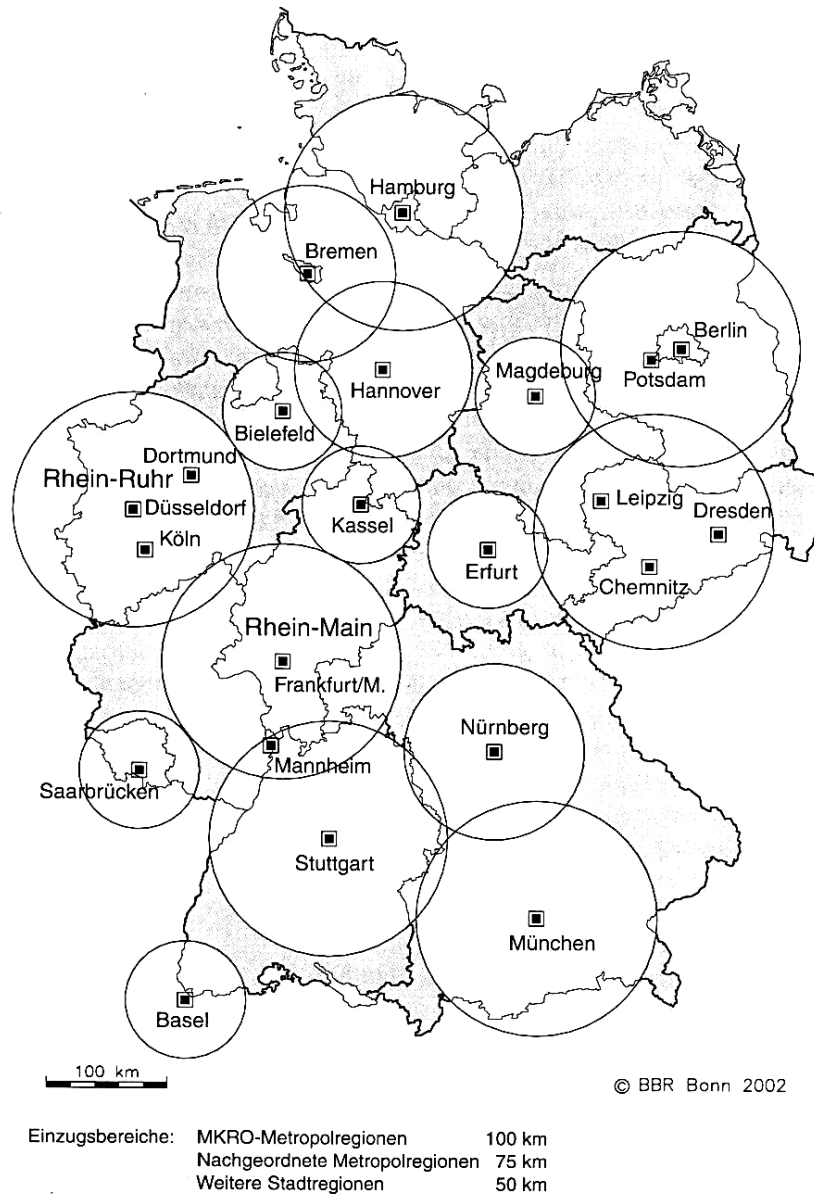 Hamburg
Bremen
Berlin
Hannover
Magdeburg
Potsdam
Bielefeld
Dortmund
Rhein-Ruhr
Düsseldorf
Leipzig
Dresden
Kassel
Köln
Erfurt
Chemnitz
Rhein-Main
Frankfurt/M.
Nürnberg
Mannheim
Saarbrücken
Stuttgart
München
Basel
100 km
© BBR Bonn 2002
Einzugsbereiche: MKRO-Metropolregionen 100 km
Nachgeordnete Metropolregionen 75 km
Weitere Stadtregionen 50 km